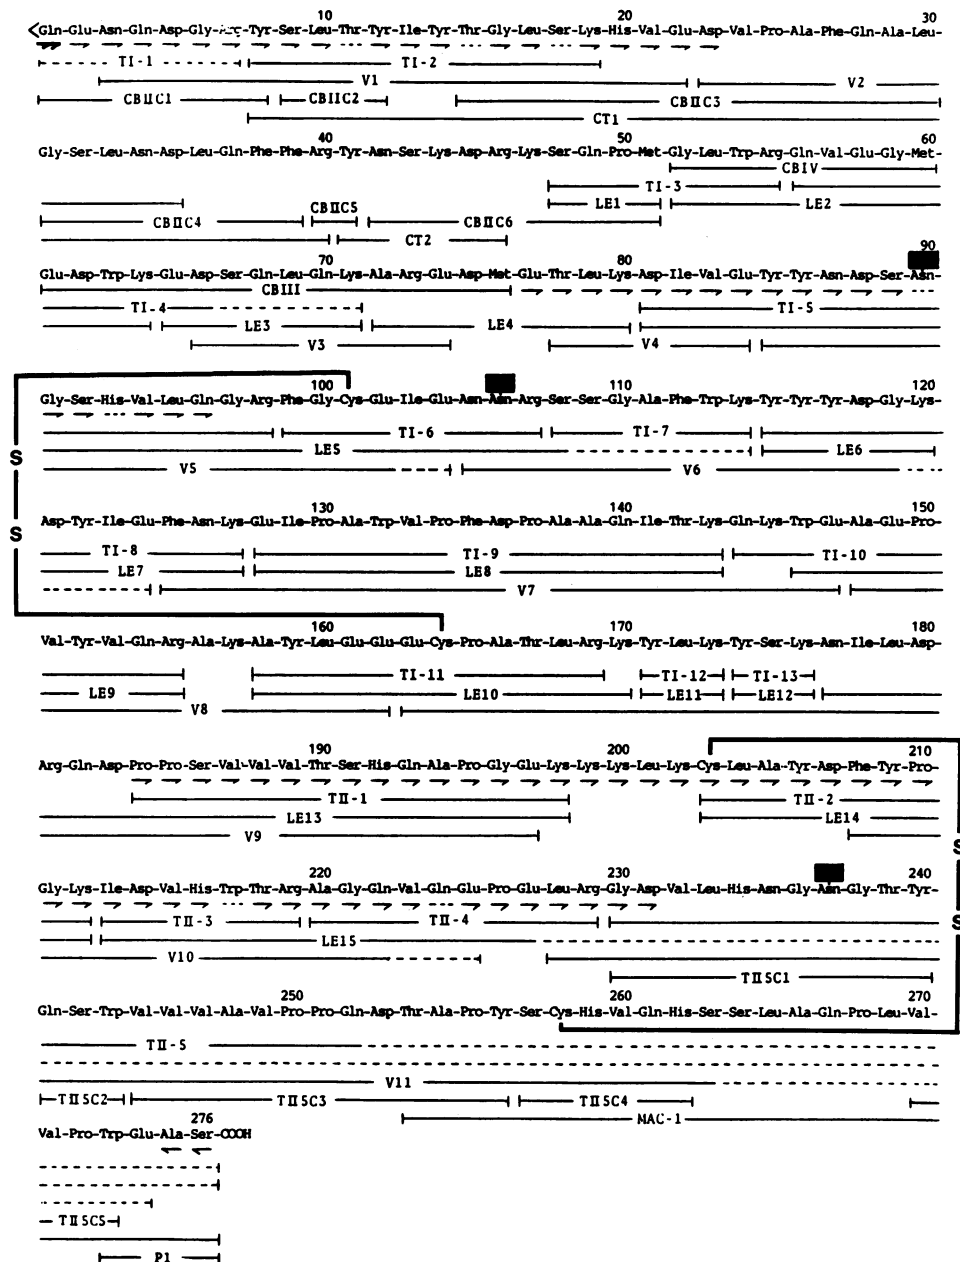 10 20 30
<Gln-Glu-Asn-Gln-Asp-Gly- -Tyr-Ser-Leu-Thr-Tyr-Ile-Tyr-Thr-Gly-Leu-Ser-Lys-His-Val-Glu-Asp-Val-Pro-Ala-Phe-Gln-Ala-Leu-
TI-1 TI-2
V1 V2
CBIIC1 CBIIC2 CBIIC3
CT1
40 50 60
Gly-Ser-Leu-Asn-Asp-Leu-Gln-Phe-Phe-Arg-Tyr-Asn-Ser-Lys-Asp-Arg-Lys-Ser-Gln-Pro-Met-Gly-Leu-Trp-Arg-Gln-Val-Glu-Gly-Met-
CBIV
TI-3
CBIIC5 LE1 LE2
CBIIC4 CBIIC6
CT2
70 80 90
Glu-Asp-Trp-Lys-Glu-Asp-Ser-Gln-Leu-Gln-Lys-Ala-Arg-Glu-Asp-Met-Glu-Thr-Leu-Lys-Asp-Ile-Val-Glu-Tyr-Tyr-Asn-Asp-Ser-Asn-
CBIII
TI-4 TI-5
LE3 LE4
V3 V4
100 110 120
Gly-Ser-His-Val-Leu-Gln-Gly-Arg-Phe-Gly-Cys-Glu-Ile-Glu-Asn-Asn-Arg-Ser-Ser-Gly-Ala-Phe-Trp-Lys-Tyr-Tyr-Asp-Gly-Lys-
TI-6 TI-7
S LE5 LE6
V5 V6
130 140 150
S Asp-Tyr-Ile-Glu-Phe-Asn-Lys-Glu-Ile-Pro-Ala-Trp-Val-Pro-Phe-Asp-Pro-Ala-Ala-Gln-Ile-Thr-Lys-Gln-Lys-Trp-Glu-Ala-Glu-Pro-
TI-8 TI-9 TI-10
LE7 LE8
V7
160 170 180
Val-Tyr-Val-Gln-Arg-Ala-Lys-Ala-Tyr-Leu-Glu-Glu-Glu-Cys-Pro-Ala-Thr-Leu-Arg-Lys-Tyr-Leu-Lys-Tyr-Ser-Lys-Asn-Ile-Leu-Asp-
TI-11 TI-12 TI-13
LE9 LE10 LE11 LE12
V8
190 200 210
Arg-Gln-Asp-Pro-Pro-Ser-Val-Val-Val-Thr-Ser-His-Gln-Ala-Pro-Gly-Glu-Lys-Lys-Lys-Leu-Lys-Cys-Leu-Ala-Tyr-Asp-Phe-Tyr-Pro-
TII-1 TII-2
LE13 LE14
V9 S
220 230 240
Gly-Lys-Ile-Asp-Val-His-Trp-Thr-Arg-Ala-Gly-Gln-Val-Gln-Glu-Pro-Glu-Leu-Arg-Gly-Asp-Val-Leu-His-Asn-Gly-Asn-Gly-Thr-Tyr-
TII-3 TII-4 S
LE15
V10
TIISC1
250 260 270
Gln-Ser-Trp-Val-Val-Val-Ala-Val-Pro-Pro-Gln-Asp-Thr-Ala-Pro-Tyr-Ser-Cys-His-Val-Gln-His-Ser-Ser-Leu-Ala-Gln-Pro-Leu-Val-
TII-5
V11
TIISC2 TIISC3 TIISC4
MAC-1
276
Val-Pro-Trp-Glu-Ala-Ser-COOH
TIISC5
P1